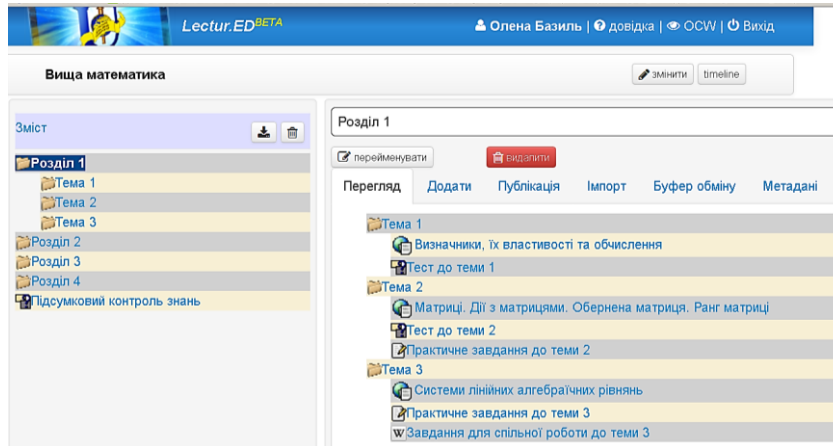 Lectur.ED BETA
Олена Базиль | довідка | OCW | Вихід
Вища математика
змінити
timeline
Зміст
Розділ 1
Тема 1
Тема 2
Тема 3
Розділ 2
Розділ 3
Розділ 4
Підсумковий контроль знань
Розділ 1
перейменувати
видалити
Перегляд Додати Публікація Імпорт Буфер обміну Метадані
Тема 1
Визначники, їх властивості та обчислення
Тест до теми 1
Тема 2
Матриці. Дії з матрицями. Обернена матриця. Ранг матриці
Тест до теми 2
Практичне завдання до теми 2
Тема 3
Системи лінійних алгебраїчних рівнянь
Практичне завдання до теми 3
W Завдання для спільної роботи до теми 3